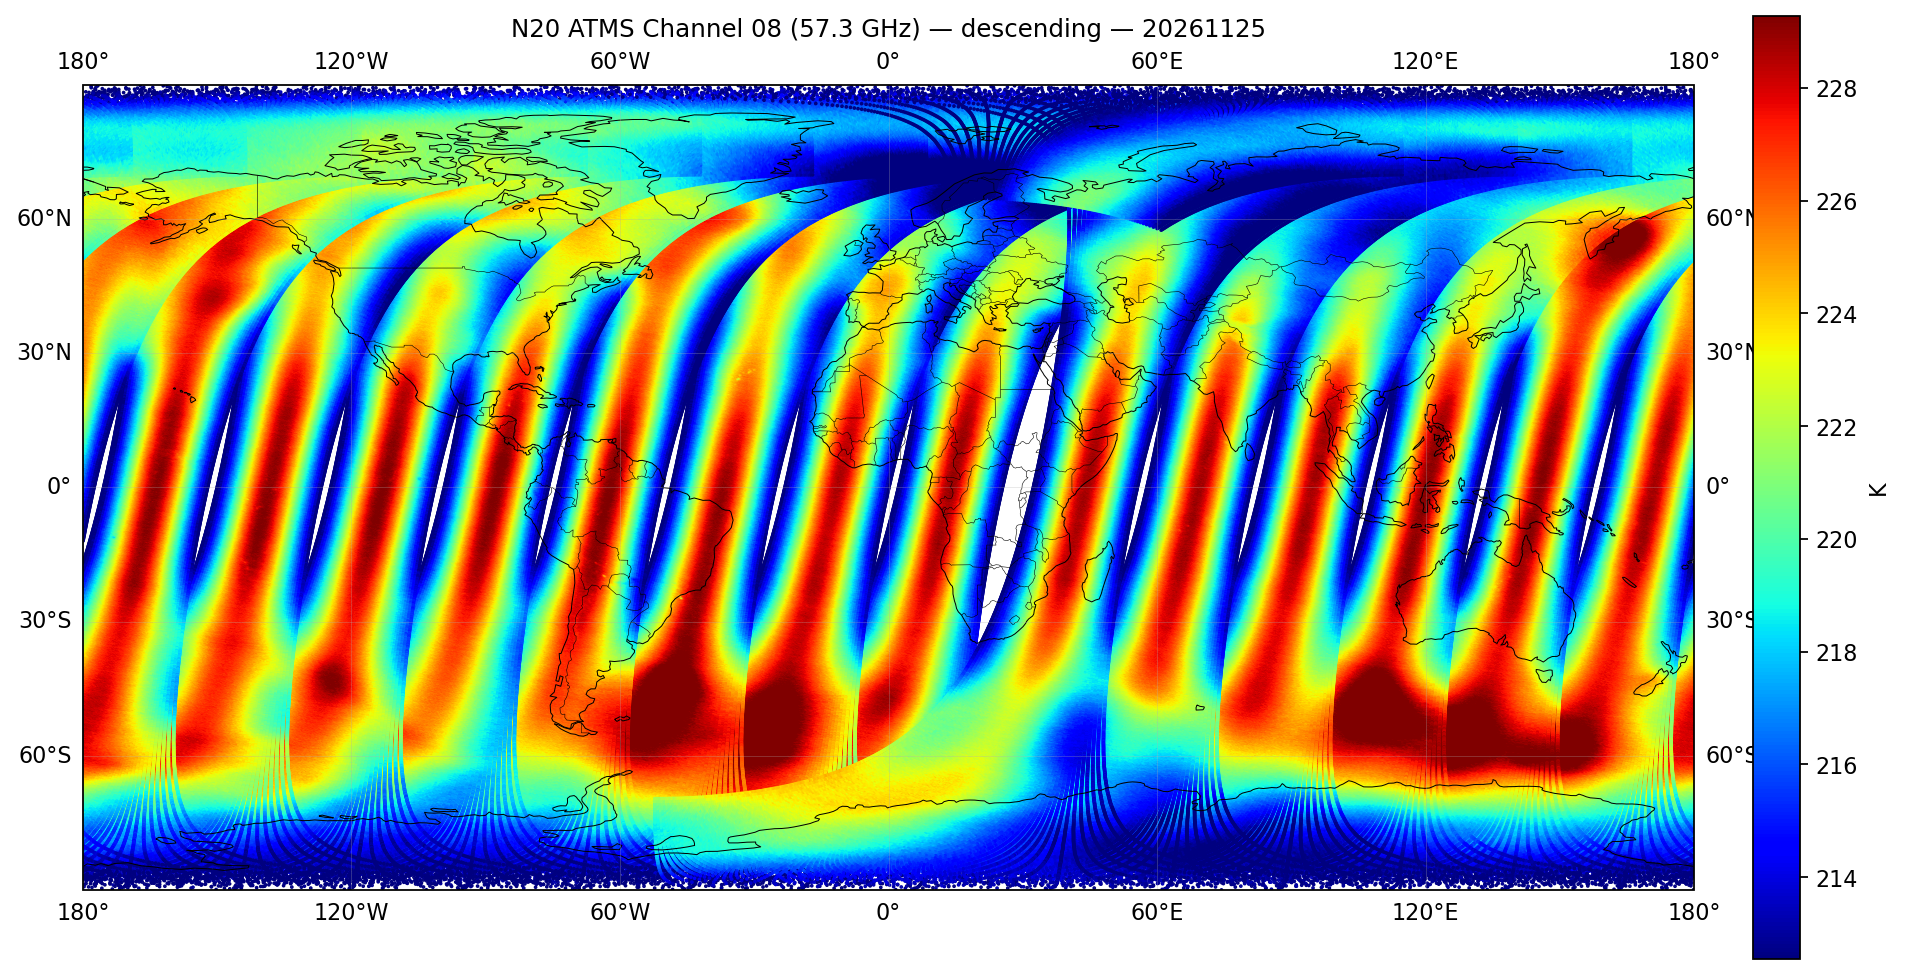 N20 ATMS Channel 08 (57.3 GHz) — descending — 20261125
180° 120°W 60°W 0° 60°E 120°E 180°
228
226
60°N 60°N
224
30°N 30°N
222
0° 0° K
220
30°S 30°S
218
60°S 60°S
216
214
180° 120°W 60°W 0° 60°E 120°E 180°